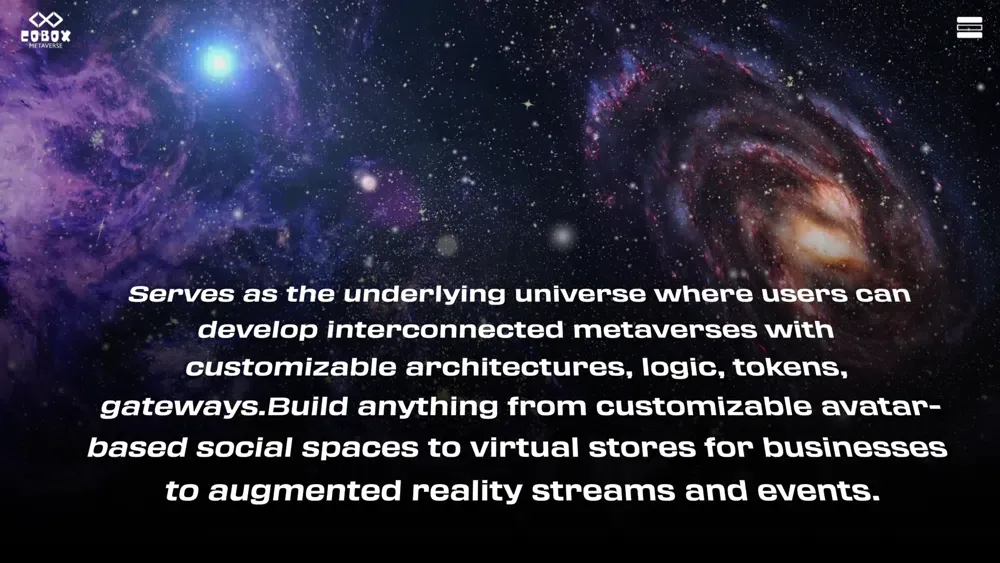 COBOX
METAVERSE
Serves as the underlying universe where users can
develop interconnected metaverses with
customizable architectures, logic, tokens,
gateways.Build anything from customizable avatar-
based social spaces to virtual stores for businesses
to augmented reality streams and events.